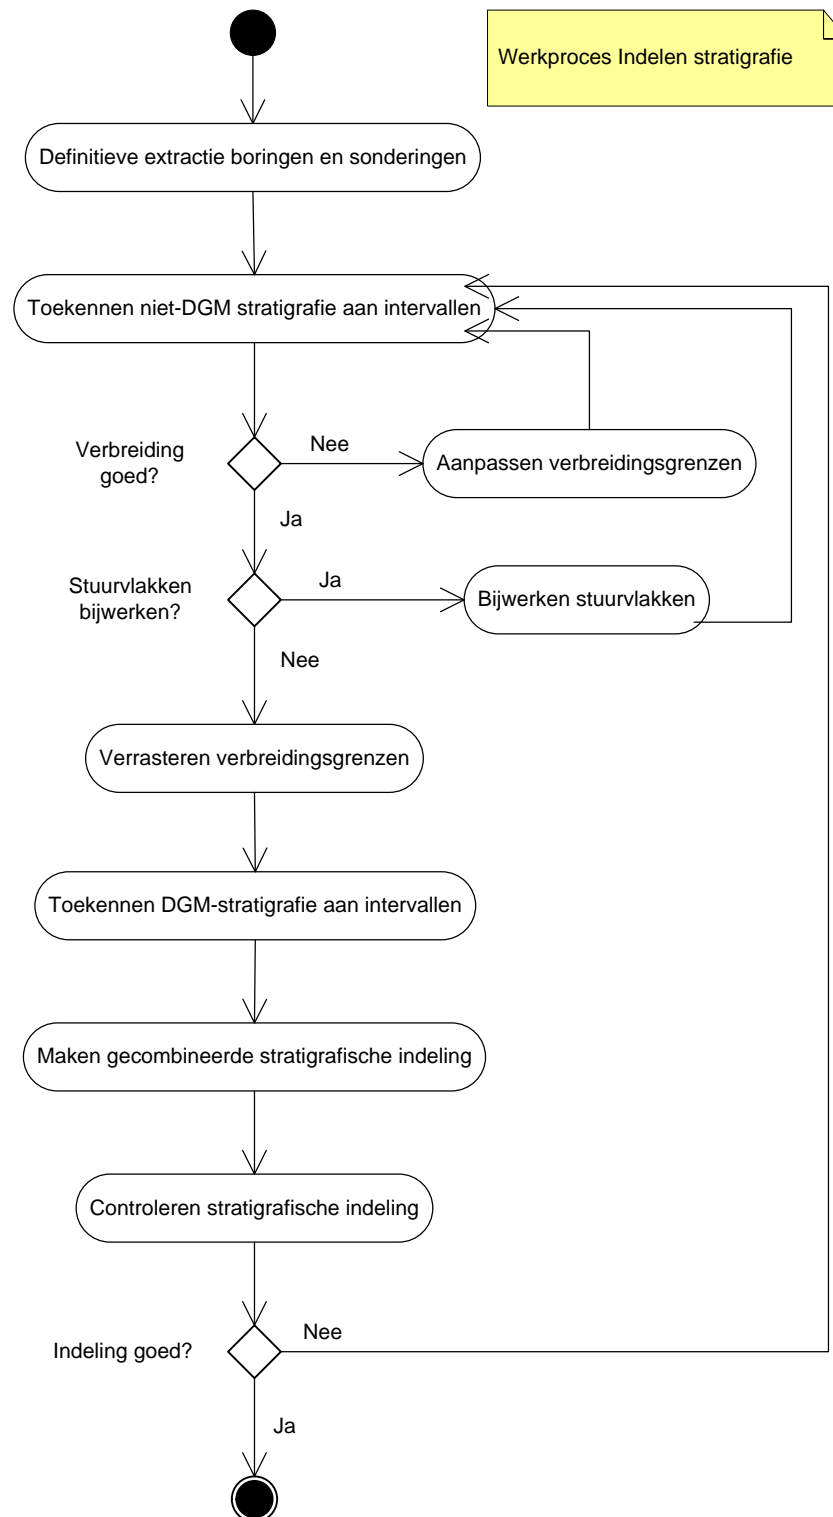 Werkproces Indelen stratigrafie
Definitieve extractie boringen en sonderingen
Toekennen niet-DGM stratigrafie aan intervallen
Verbreiding
goed?
Nee
Aanpassen verbreidingsgrenzen
Ja
Stuurvlakken
bijwerken?
Ja
Bijwerken stuurvlakken
Nee
Verrasteren verbreidingsgrenzen
Toekennen DGM-stratigrafie aan intervallen
Maken gecombineerde stratigrafische indeling
Controleren stratigrafische indeling
Indeling goed?
Nee
Ja